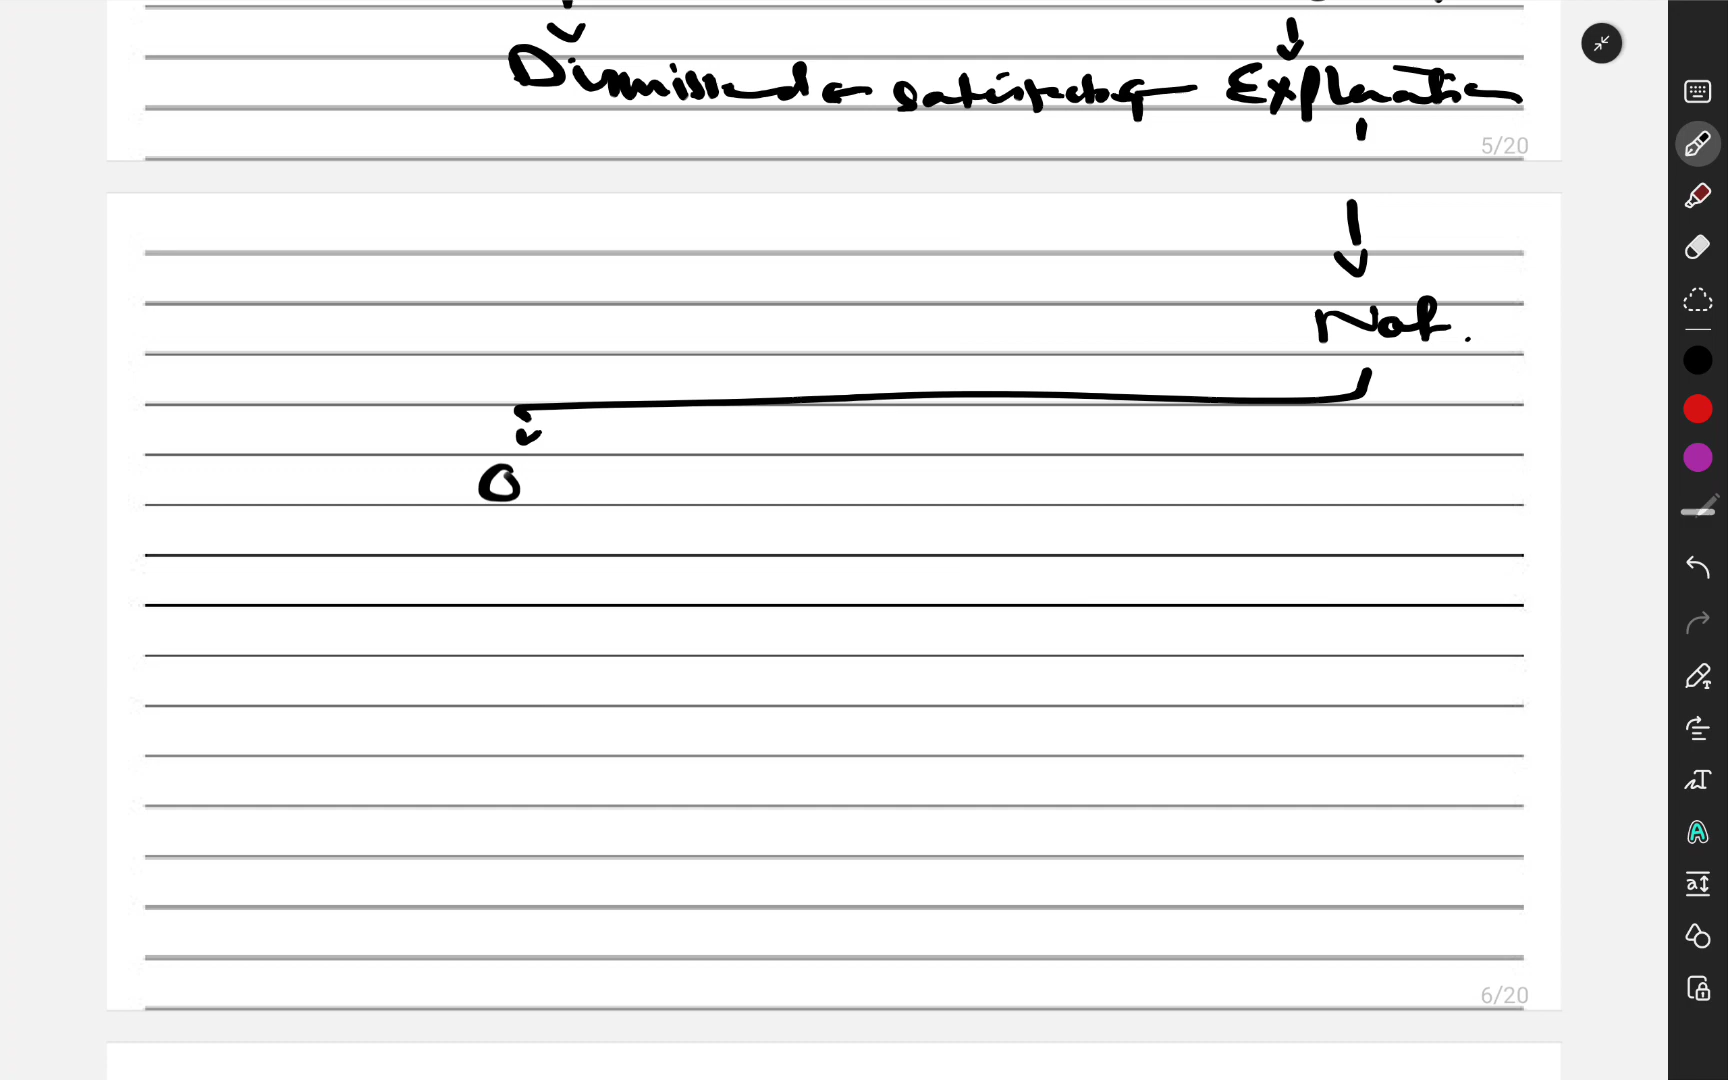 Dismissed ← satisfactory Explanation
5/20
Not.
O
6/20